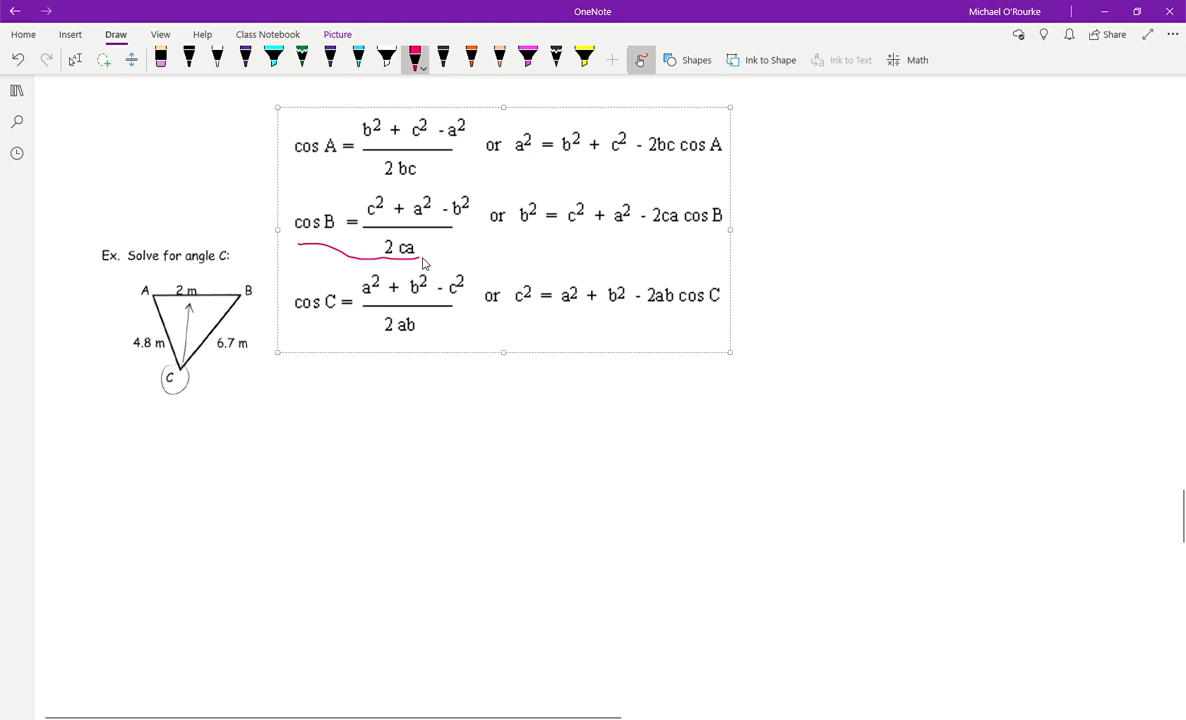 OneNote
Michael O'Rourke
Home Insert Draw View Help Class Notebook Picture
Share
Shapes Ink to Shape Ink to Text Math
cos A = b² + c² - a² / 2 bc or a² = b² + c² - 2bc cos A
cos B = c² + a² - b² / 2 ca or b² = c² + a² - 2ca cos B
cos C = a² + b² - c² / 2 ab or c² = a² + b² - 2ab cos C
Ex. Solve for angle C:
A 2 m B
4.8 m 6.7 m
C